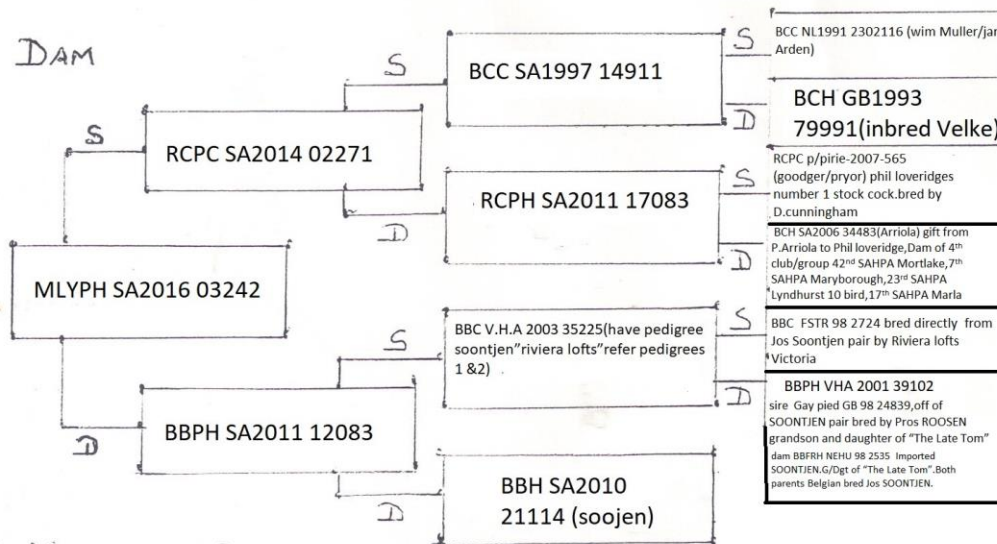 DAM
S
D
MLYPH SA2016 03242
RCPC SA2014 02271
S
D
BBPH SA2011 12083
S
D
BCC SA1997 14911
S
D
RCPH SA2011 17083
S
D
BBC V.H.A 2003 35225(have pedigree
soontjen"riviera lofts"refer pedigrees
1 &2)
S
D
BBH SA2010
21114 (soojen)
BCC NL1991 2302116 (wim Muller/jan
Arden)
BCH GB1993
79991(inbred Velke)
RCPC p/pirie-2007-565
(goodger/pryor) phil loveridges
number 1 stock cock.bred by
D.cunningham
BCH SA2006 34483(Arriola) gift from
P.Arriola to Phil loveridge,Dam of 4th
club/group 42nd SAHPA Mortlake,7th
SAHPA Maryborough,23rd SAHPA
Lyndhurst 10 bird,17th SAHPA Marla
BBC FSTR 98 2724 bred directly from
Jos Soontjen pair by Riviera lofts
Victoria
BBPH VHA 2001 39102
sire Gay pied GB 98 24839,off of
SOONTJEN pair bred by Pros ROOSEN
grandson and daughter of "The Late Tom"
dam BBFRH NEHU 98 2535 Imported
SOONTJEN.G/Dgt of "The Late Tom".Both
parents Belgian bred Jos SOONTJEN.